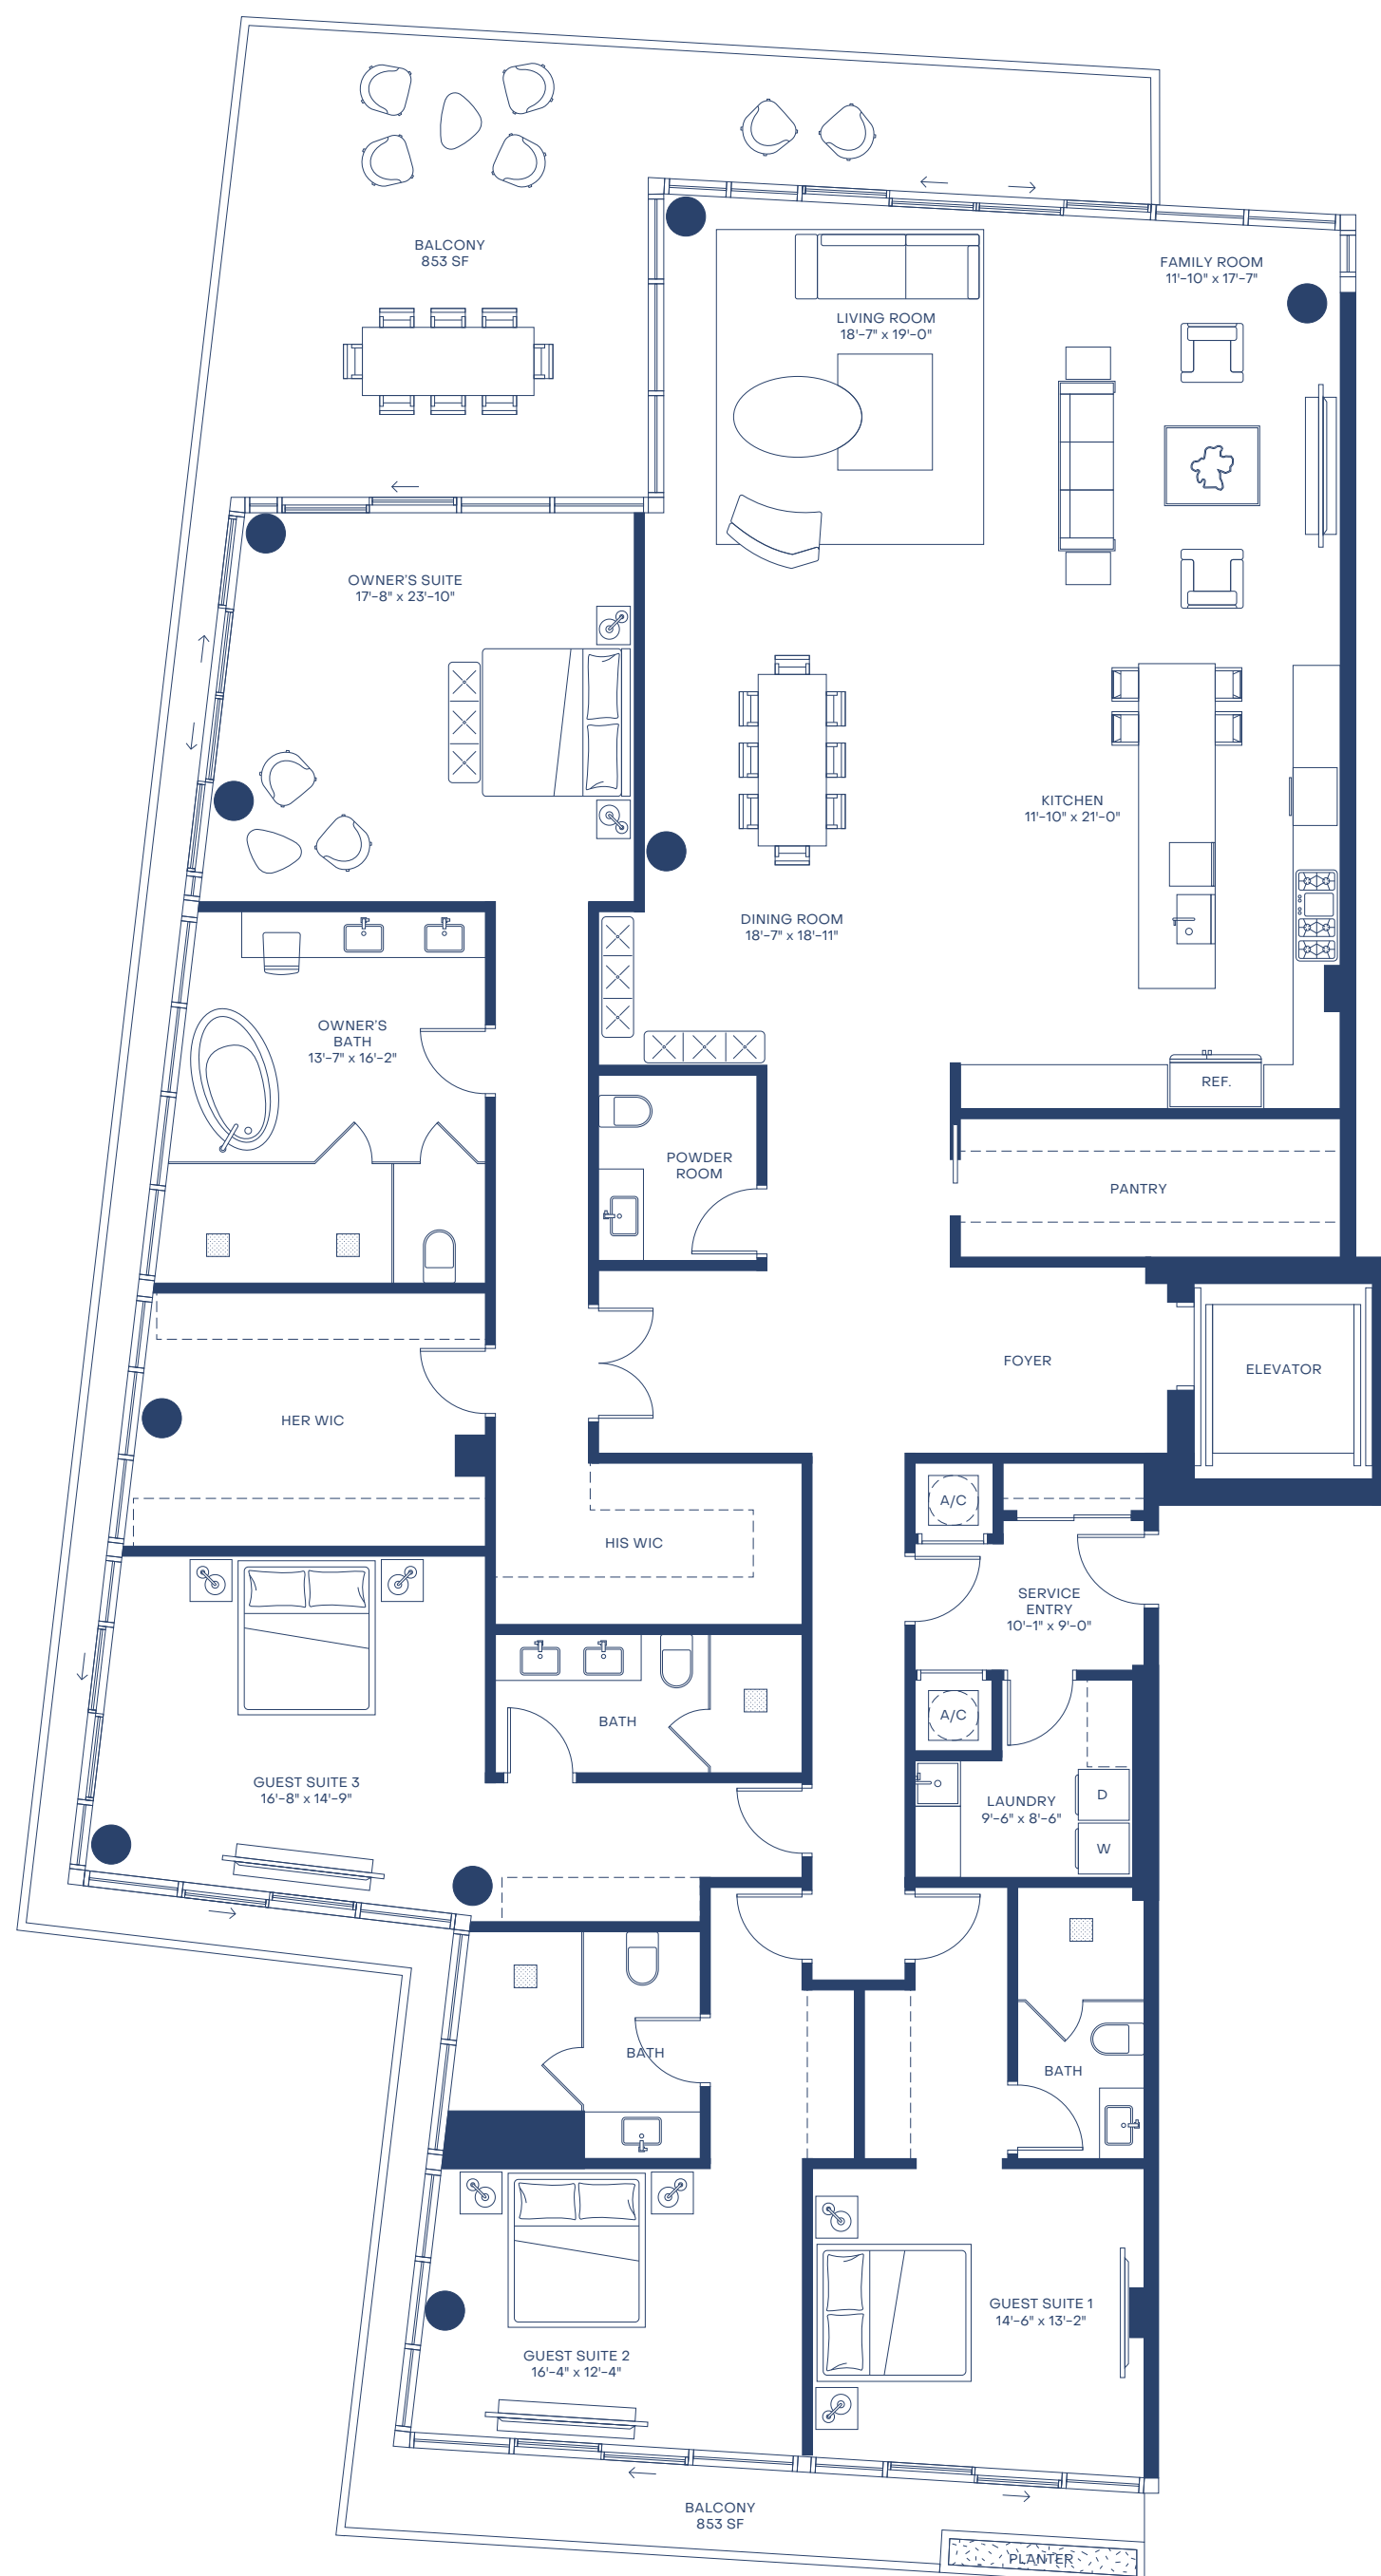 BALCONY
853 SF
FAMILY ROOM
11'-10" x 17'-7"
LIVING ROOM
18'-7" x 19'-0"
OWNER'S SUITE
17'-8" x 23'-10"
KITCHEN
11'-10" x 21'-0"
DINING ROOM
18'-7" x 18'-11"
OWNER'S
BATH
13'-7" x 16'-2"
REF.
POWDER
ROOM
PANTRY
FOYER
ELEVATOR
HER WIC
A/C
HIS WIC
SERVICE
ENTRY
10'-1" x 9'-0"
A/C
BATH
GUEST SUITE 3
16'-8" x 14'-9"
D
LAUNDRY
9'-6" x 8'-6"
W
BATH
BATH
GUEST SUITE 1
14'-6" x 13'-2"
GUEST SUITE 2
16'-4" x 12'-4"
BALCONY
853 SF
PLANTER